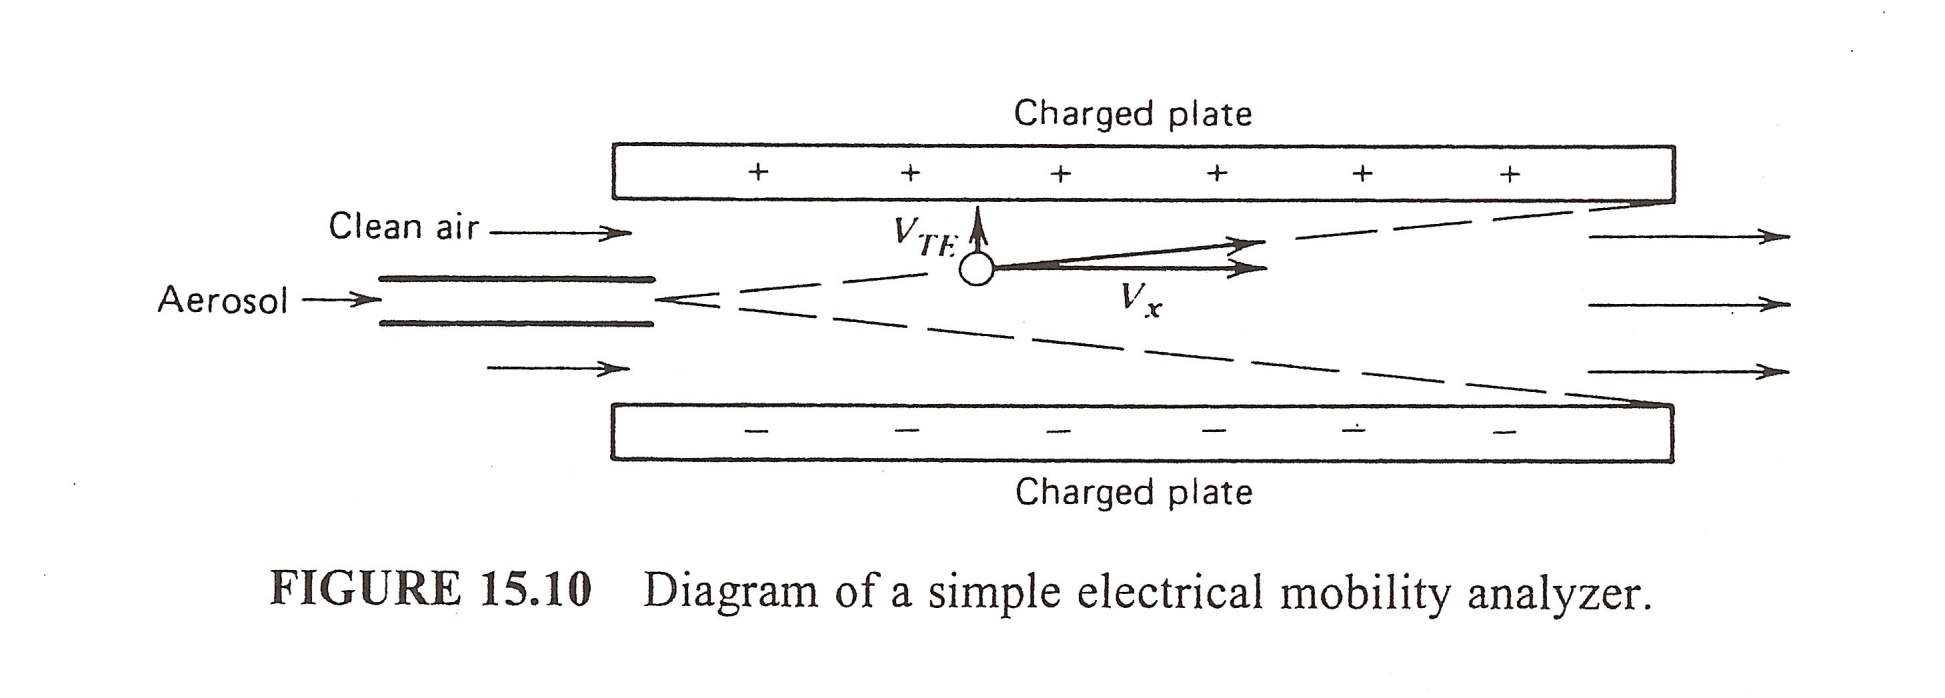 Charged plate
+ + + + + +
Clean air
V_TE
Aerosol
V_x
− − − − − −
Charged plate
FIGURE 15.10 Diagram of a simple electrical mobility analyzer.